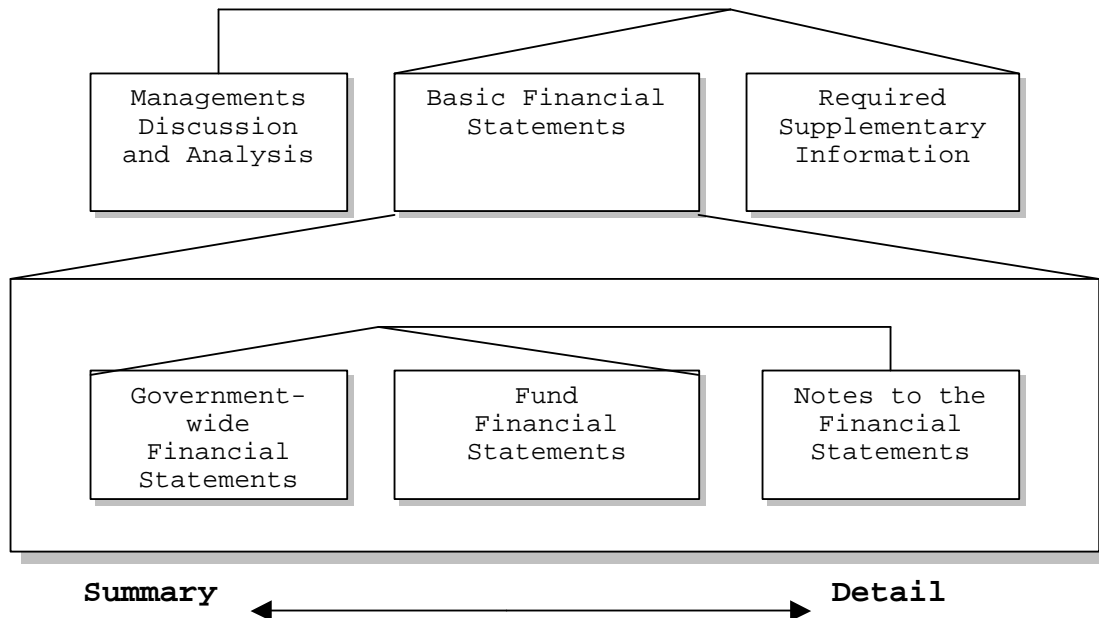 Managements
Discussion
and Analysis
Basic Financial
Statements
Required
Supplementary
Information
Government-
wide
Financial
Statements
Fund
Financial
Statements
Notes to the
Financial
Statements
Summary
Detail